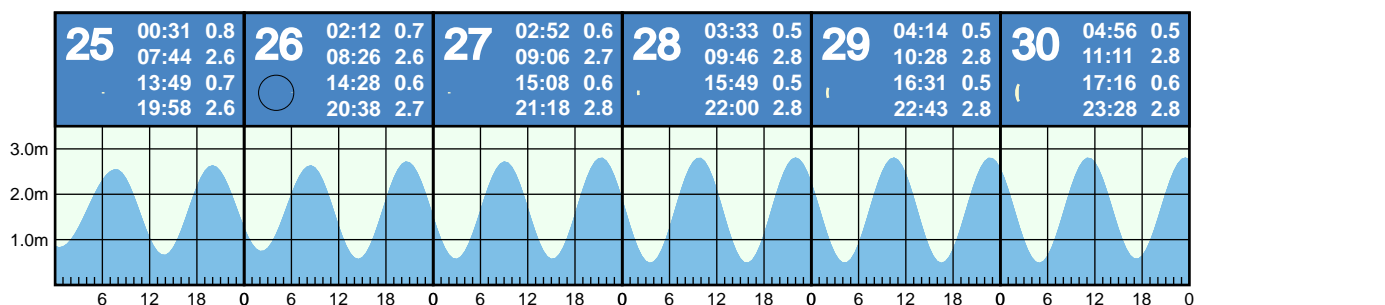 25 00:31 0.8 26 02:12 0.7 27 02:52 0.6 28 03:33 0.5 29 04:14 0.5 30 04:56 0.5
07:44 2.6 08:26 2.6 09:06 2.7 09:46 2.8 10:28 2.8 11:11 2.8
13:49 0.7 14:28 0.6 15:08 0.6 15:49 0.5 16:31 0.5 17:16 0.6
19:58 2.6 20:38 2.7 21:18 2.8 22:00 2.8 22:43 2.8 23:28 2.8
3.0m
2.0m
1.0m
6 12 18 0 6 12 18 0 6 12 18 0 6 12 18 0 6 12 18 0 6 12 18 0